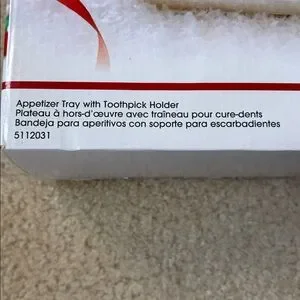 Appetizer Tray with Toothpick Holder
Plateau à hors-d'œuvre avec traîneau pour cure-dents
Bandeja para aperitivos con soporte para escarbadientes
5112031